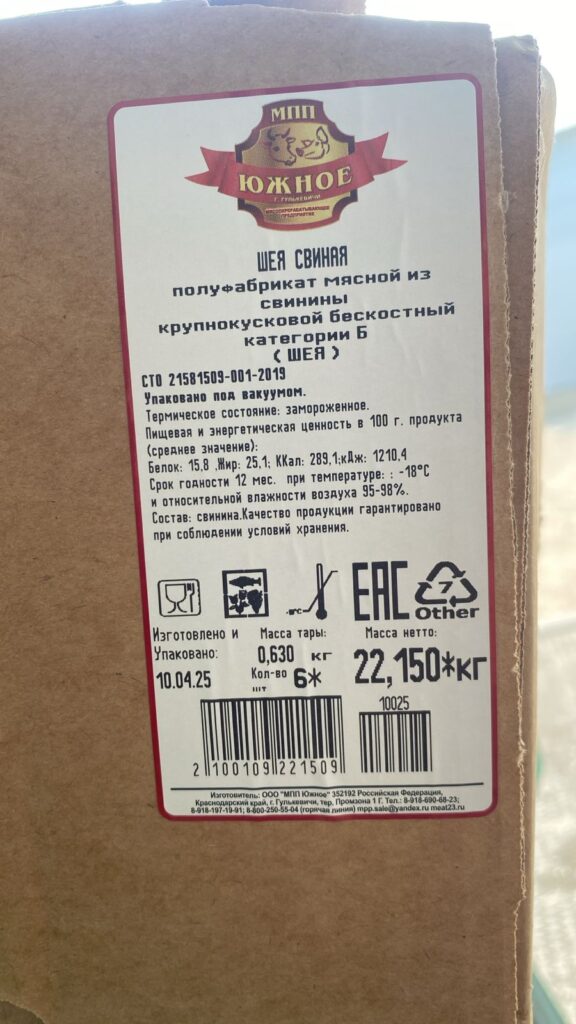 МПП
ЮЖНОЕ
Г. ГУЛЬКЕВИЧИ
МЯСОПЕРЕРАБАТЫВАЮЩЕЕ
ПРЕДПРИЯТИЕ
ШЕЯ СВИНАЯ
полуфабрикат мясной из
свинины
крупнокусковой бескостный
категории Б
( ШЕЯ )
СТО 21581509-001-2019
Упаковано под вакуумом.
Термическое состояние: замороженное.
Пищевая и энергетическая ценность в 100 г. продукта
(среднее значение):
Белок: 15,8 ,Жир: 25,1; ККал: 289,1;кДж: 1210,4
Срок годности 12 мес. при температуре: : -18°С
и относительной влажности воздуха 95-98%.
Состав: свинина.Качество продукции гарантировано
при соблюдении условий хранения.
-18°С
ЕАС
7
Other
Изготовлено и
Упаковано:
10.04.25
Масса тары:
0,630 кг
Кол-во 6*
шт
Масса нетто:
22,150*кг
10025
2 100109 221509
Изготовитель: ООО "МПП Южное" 352192 Российская Федерация,
Краснодарский край, г. Гулькевичи, тер. Промзона 1 Г. Тел.: 8-918-690-68-23;
8-918-197-19-91; 8-800-250-55-04 (горячая линия) mpp.sale@yandex.ru meat23.ru